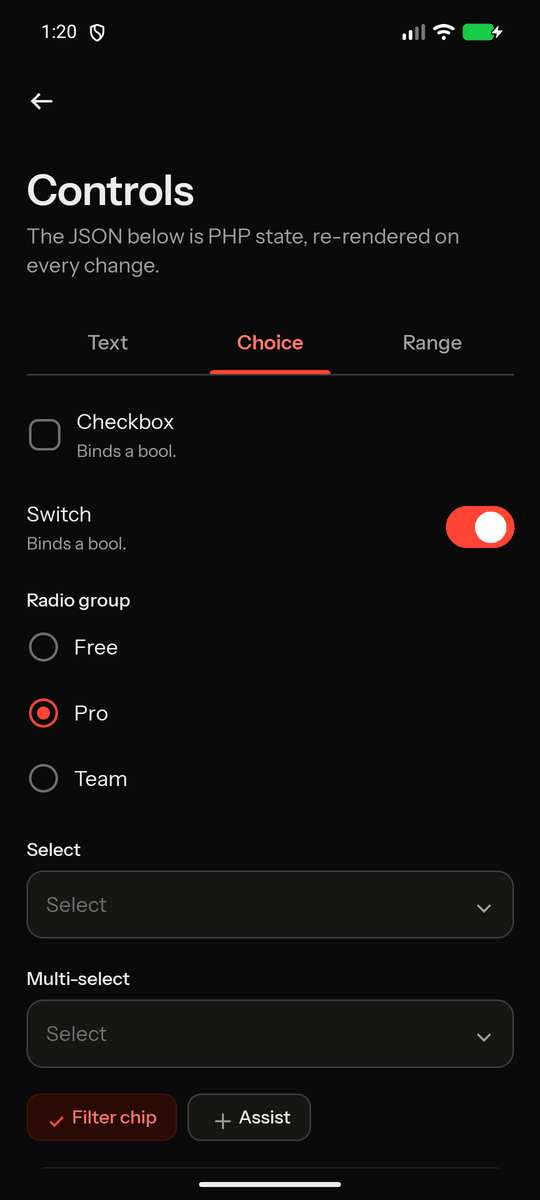 1:20
Controls
The JSON below is PHP state, re-rendered on
every change.
Text
Choice
Range
Checkbox
Binds a bool.
Switch
Binds a bool.
Radio group
Free
Pro
Team
Select
Select
Multi-select
Select
Filter chip
Assist